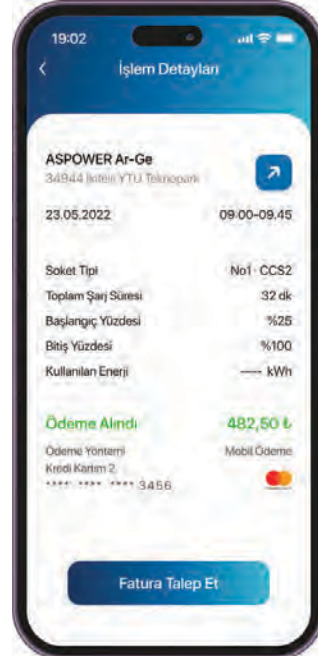 19:02
İşlem Detayları
ASPOWER Ar-Ge
34944 İkitelli YTÜ Teknopark
23.05.2022 09.00-09.45
Soket Tipi No1 - CCS2
Toplam Şarj Süresi 32 dk
Başlangıç Yüzdesi %25
Bitiş Yüzdesi %100
Kullanılan Enerji ---- kWh
Ödeme Alındı 482,50 ₺
Ödeme Yöntemi Mobil Ödeme
Kredi Kartım 2
**** **** **** 3456
Fatura Talep Et